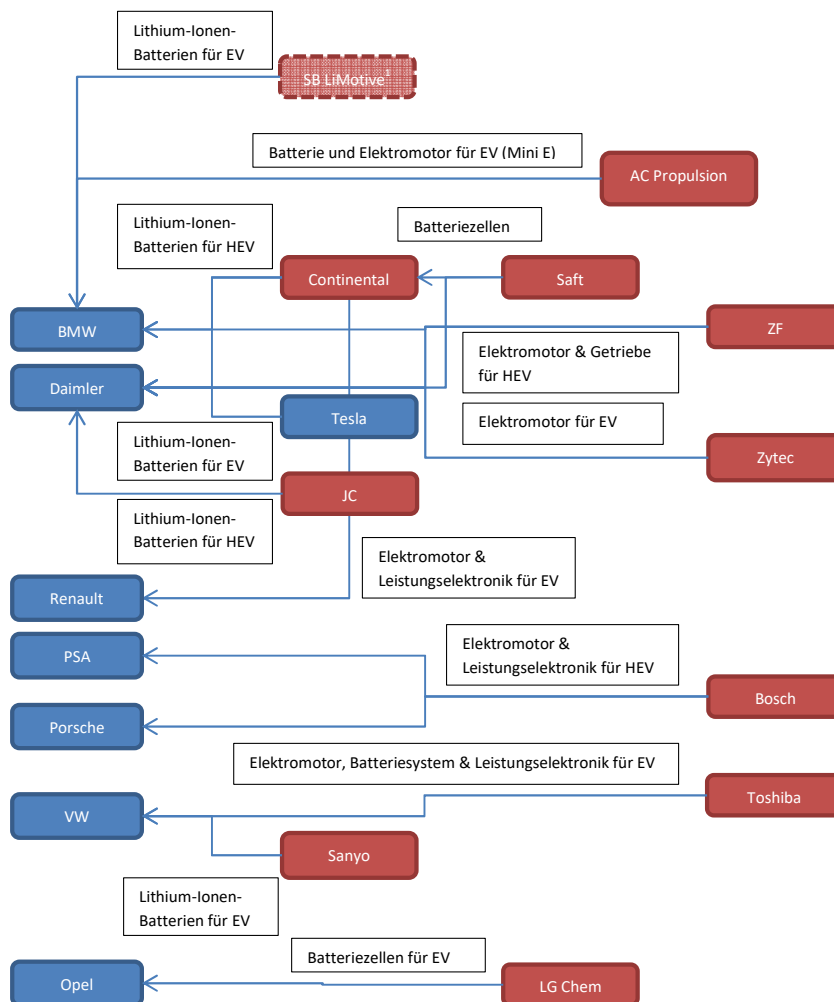 Lithium-Ionen-
Batterien für EV
SB LiMotive1
Batterie und Elektromotor für EV (Mini E)
AC Propulsion
Lithium-Ionen-
Batterien für HEV
Batteriezellen
Continental
Saft
BMW
ZF
Elektromotor & Getriebe
für HEV
Daimler
Tesla
Elektromotor für EV
Lithium-Ionen-
Batterien für EV
Zytec
JC
Lithium-Ionen-
Batterien für HEV
Elektromotor &
Leistungselektronik für EV
Renault
PSA
Elektromotor &
Leistungselektronik für HEV
Bosch
Porsche
Elektromotor, Batteriesystem & Leistungselektronik für EV
Toshiba
VW
Sanyo
Lithium-Ionen-
Batterien für EV
Batteriezellen für EV
Opel
LG Chem